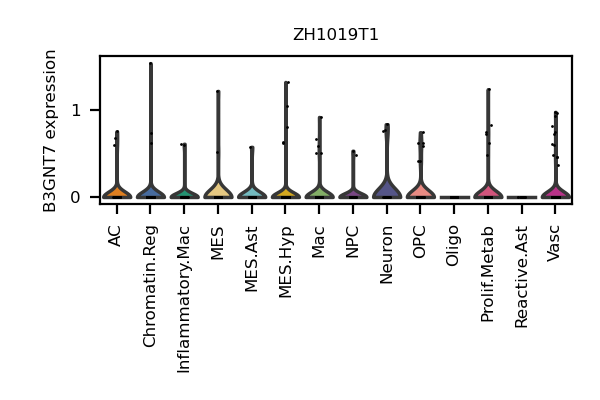 ZH1019T1
B3GNT7 expression
1
0
AC
Chromatin.Reg
Inflammatory.Mac
MES
MES.Ast
MES.Hyp
Mac
NPC
Neuron
OPC
Oligo
Prolif.Metab
Reactive.Ast
Vasc